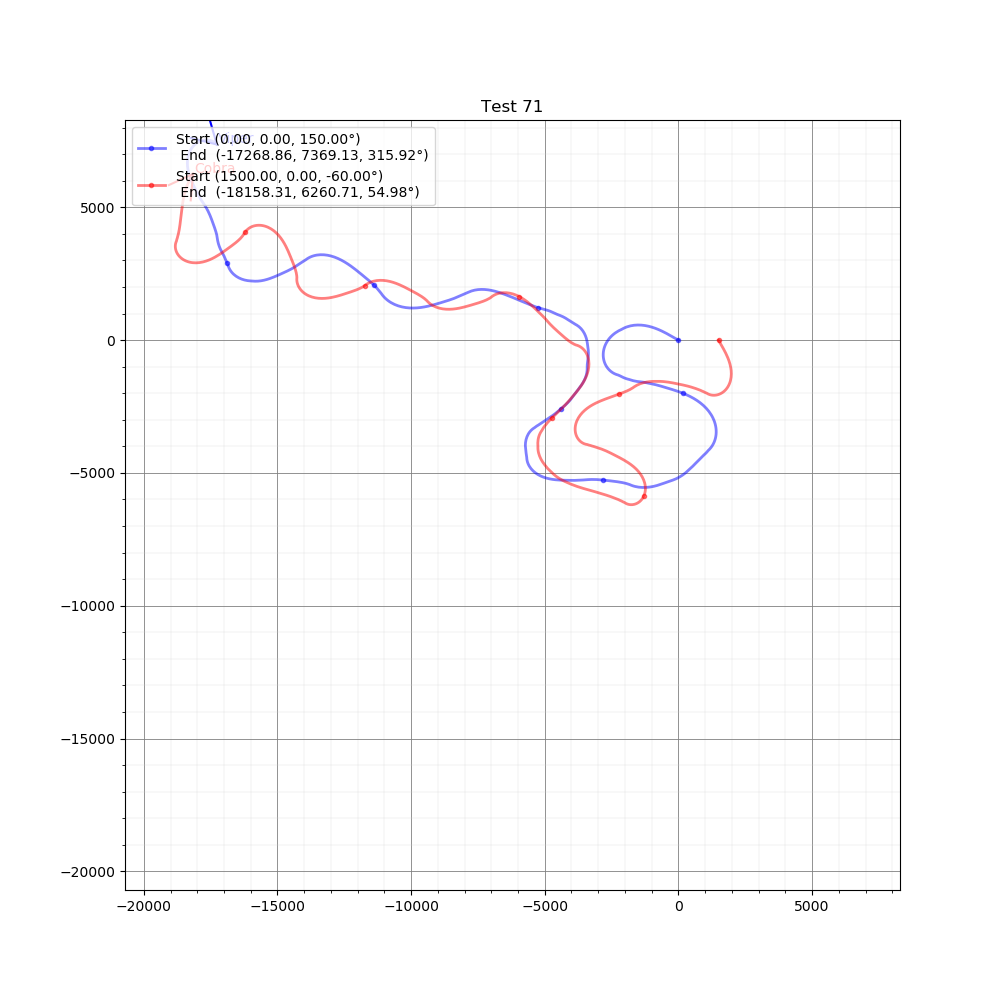 Test 71
Start (0.00, 0.00, 150.00°)
End  (-17268.86, 7369.13, 315.92°)
Start (1500.00, 0.00, -60.00°)
End  (-18158.31, 6260.71, 54.98°)
Cobra
5000
0
−5000
−10000
−15000
−20000
−20000 −15000 −10000 −5000 0 5000